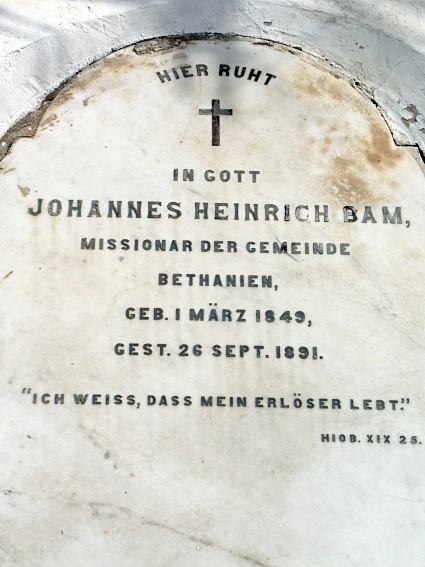 HIER RUHT
IN GOTT
JOHANNES HEINRICH BAM,
MISSIONAR DER GEMEINDE
BETHANIEN,
GEB. 1 MÄRZ 1849,
GEST. 26 SEPT. 1891.
"ICH WEISS, DASS MEIN ERLÖSER LEBT."
HIOB. XIX 25.